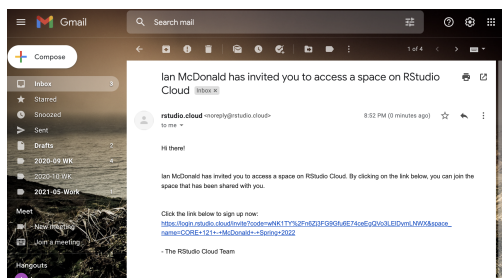 Gmail
Search mail
Compose
1 of 4
Inbox 3
Starred
Snoozed
Sent
Drafts 2
2020-09 WK 4
2020-10 WK
2021-05-Work 1
Meet
New meeting
Join a meeting
Hangouts
Ian McDonald has invited you to access a space on RStudio
Cloud Inbox ×
rstudio.cloud <noreply@rstudio.cloud> 8:52 PM (0 minutes ago)
to me
Hi there!
Ian McDonald has invited you to access a space on RStudio Cloud. By clicking on the link below, you can join the
space that has been shared with you.
Click the link below to sign up now:
https://login.rstudio.cloud/invite?code=wNK1TY%2Fn6Zj3FG9Gfu6E74ceEgQVo3LEIDvmLNWX&space_
name=CORE+121+-+McDonald+-+Spring+2022
- The RStudio Cloud Team